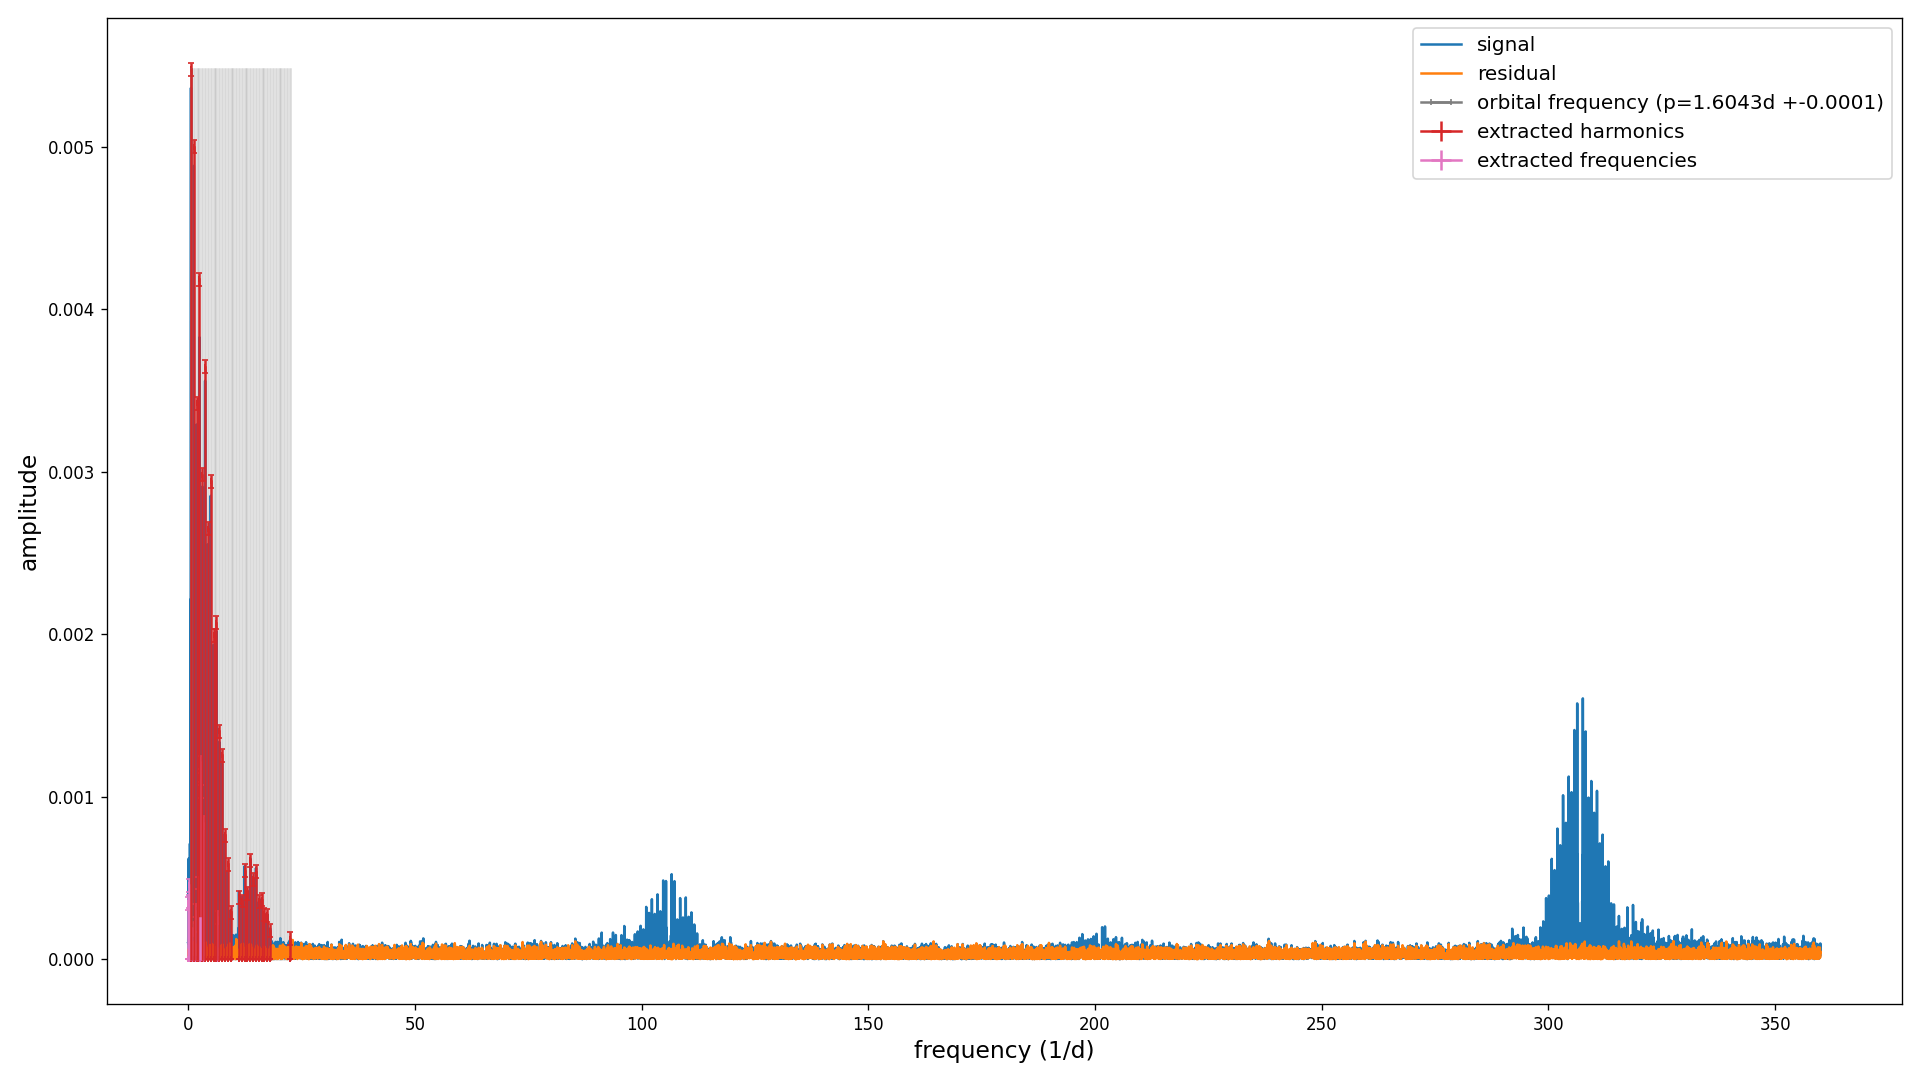 signal
residual
orbital frequency (p=1.6043d +-0.0001)
extracted harmonics
extracted frequencies
0.005
0.004
0.003
0.002
0.001
0.000
amplitude
0 50 100 150 200 250 300 350
frequency (1/d)